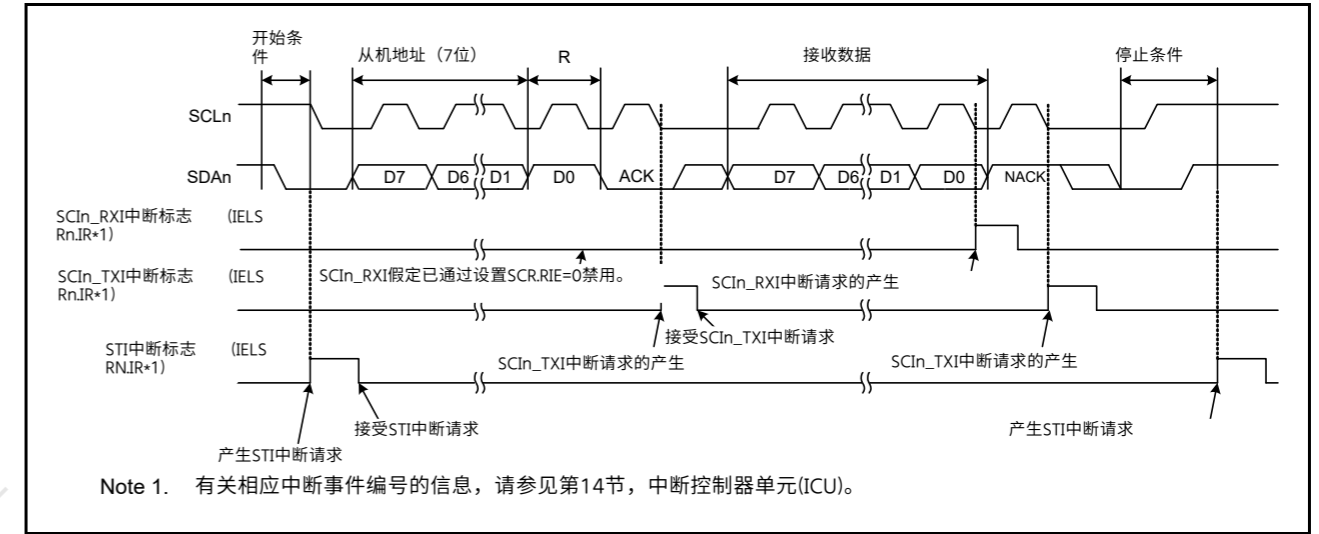 开始条
件
从机地址（7位）
R
接收数据
停止条件
SCLn
SDAn
D7
D6
D1
D0
ACK
D7
D6
D1
D0
NACK
SCIn_RXI中断标志 (IELS
Rn.IR*1)
SCIn_RXI假定已通过设置SCR.RIE=0禁用。
SCIn_RXI中断请求的产生
SCIn_TXI中断标志 (IELS
Rn.IR*1)
接受SCIn_TXI中断请求
SCIn_TXI中断请求的产生
SCIn_TXI中断请求的产生
STI中断标志 (IELS
RN.IR*1)
接受STI中断请求
产生STI中断请求
产生STI中断请求
Note 1. 有关相应中断事件编号的信息，请参见第14节，中断控制器单元(ICU)。